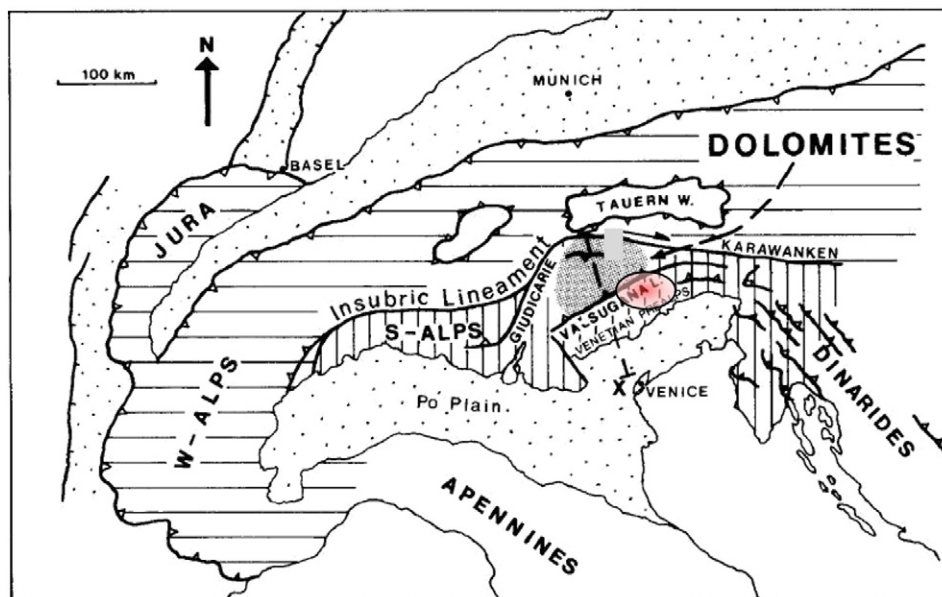 N
100 km
MUNICH
DOLOMITES
BASEL
JURA
TAUERN W.
KARAWANKEN
Insubric Lineament
GIUDICARIE
S-ALPS
VALSUGANA L.
VENETIAN PREALPS
W-ALPS
Po Plain
X
VENICE
DINARIDES
APENNINES